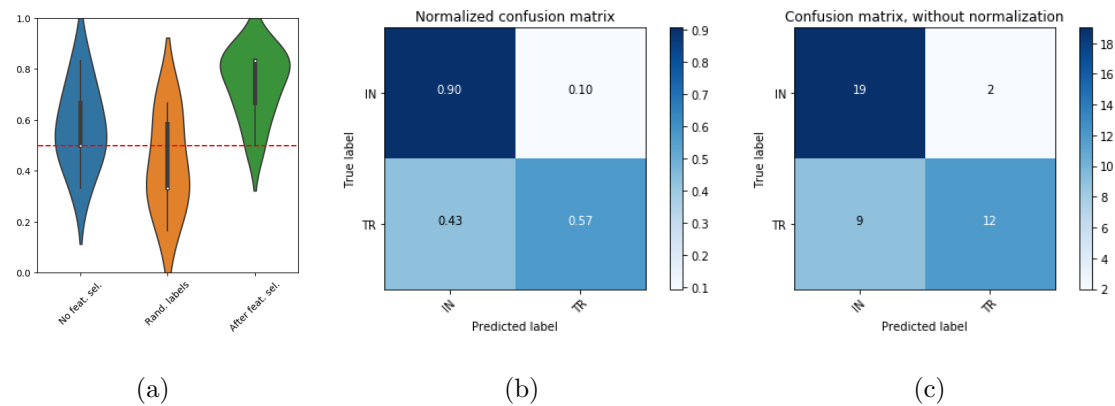 1.0
0.8
0.6
0.4
0.2
0.0
No feat. sel.
Rand. labels
After feat. sel.
(a)
Normalized confusion matrix
True label
IN
TR
0.90
0.10
0.43
0.57
IN
TR
Predicted label
0.9
0.8
0.7
0.6
0.5
0.4
0.3
0.2
0.1
(b)
Confusion matrix, without normalization
True label
IN
TR
19
2
9
12
IN
TR
Predicted label
18
16
14
12
10
8
6
4
2
(c)